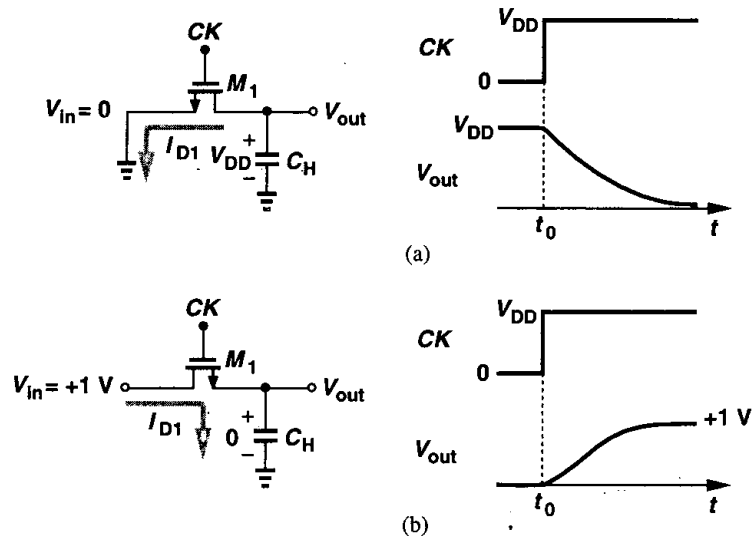 CK
M1
Vin = 0
Vout
ID1
VDD
+
−
CH
VDD
CK
0
VDD
Vout
t0
t
(a)
CK
M1
Vin = +1 V
Vout
ID1
+
0
−
CH
VDD
CK
0
+1 V
Vout
t0
t
(b)